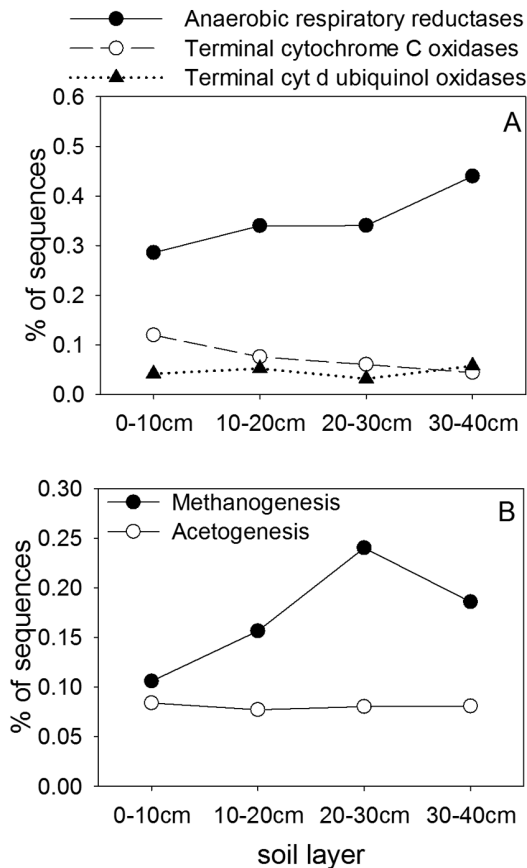 Anaerobic respiratory reductases
Terminal cytochrome C oxidases
Terminal cyt d ubiquinol oxidases
A
0.6
0.5
0.4
0.3
0.2
0.1
0.0
% of sequences
0-10cm 10-20cm 20-30cm 30-40cm
B
Methanogenesis
Acetogenesis
0.30
0.25
0.20
0.15
0.10
0.05
0.00
% of sequences
0-10cm 10-20cm 20-30cm 30-40cm
soil layer